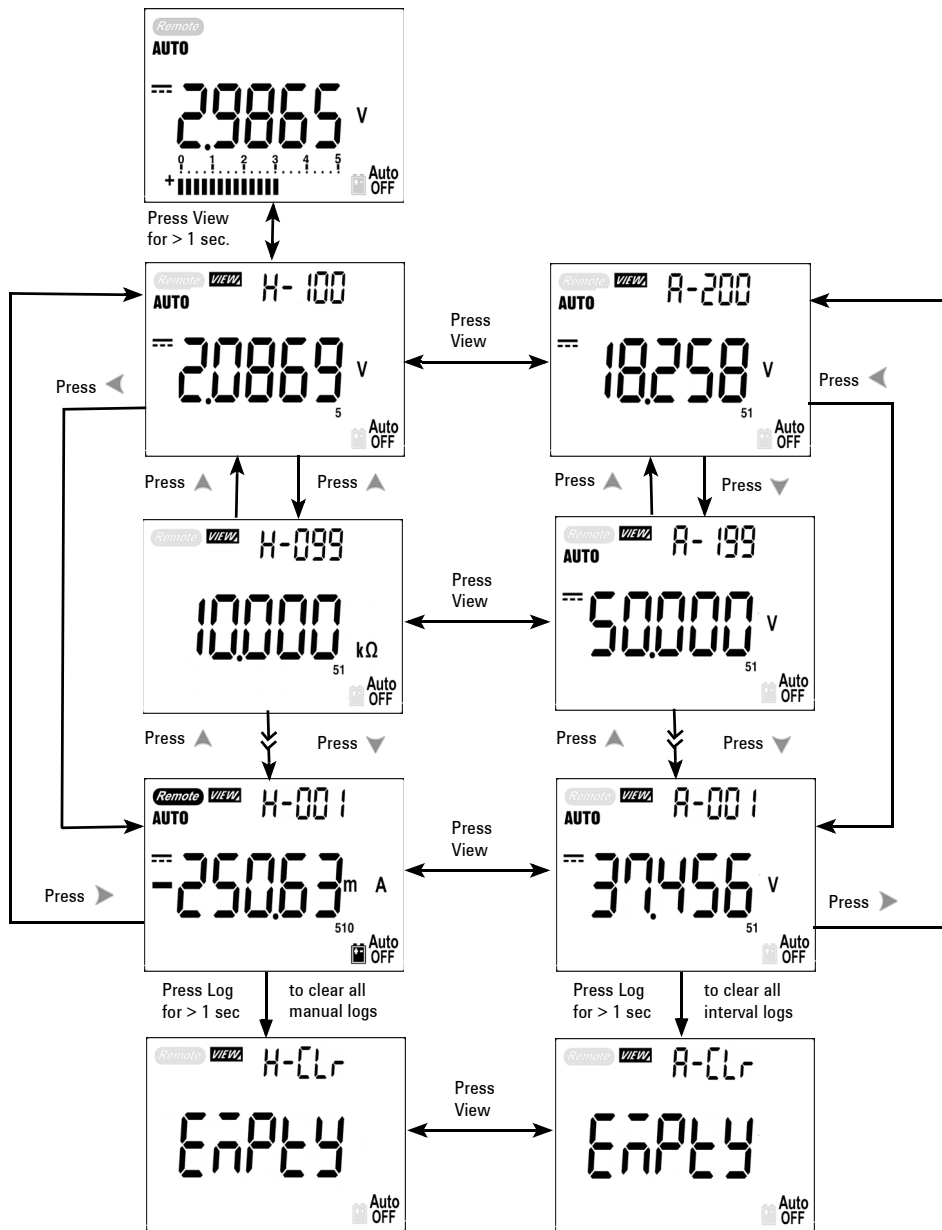 Remote
AUTO
2.9865 V
0 1 2 3 4 5
+
Auto
OFF
Press View
for > 1 sec.
Remote VIEW H-100
AUTO
2.0869 V
5
Auto
OFF
Press
View
Remote VIEW A-200
AUTO
18.258 V
51
Auto
OFF
Press
Press
Press
Press
Press
Press
Remote VIEW H-099
10.000 kΩ
51
Auto
OFF
Press
View
Remote VIEW A-199
AUTO
50.000 V
51
Auto
OFF
Press
Press
Press
Press
Remote VIEW H-001
AUTO
-250.63 m A
510
Auto
OFF
Press
View
Remote VIEW A-001
AUTO
37.456 V
51
Auto
OFF
Press
Press
Press Log
for > 1 sec
to clear all
manual logs
Press Log
for > 1 sec
to clear all
interval logs
Remote VIEW H-CLr
EmPtY
Auto
OFF
Press
View
Remote VIEW A-CLr
EmPtY
Auto
OFF